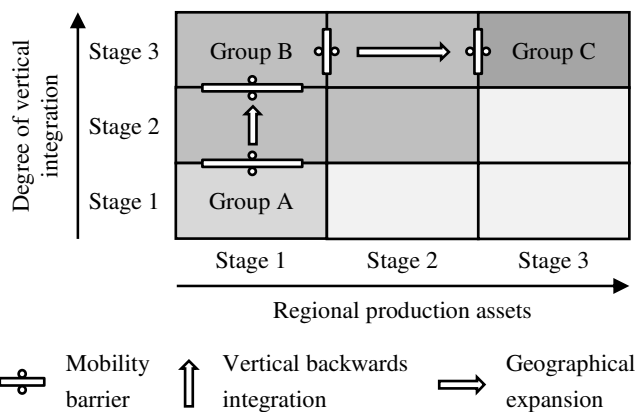 Degree of vertical
integration
Stage 3
Stage 2
Stage 1
Group B
Group C
Group A
Stage 1
Stage 2
Stage 3
Regional production assets
Mobility
barrier
Vertical backwards
integration
Geographical
expansion